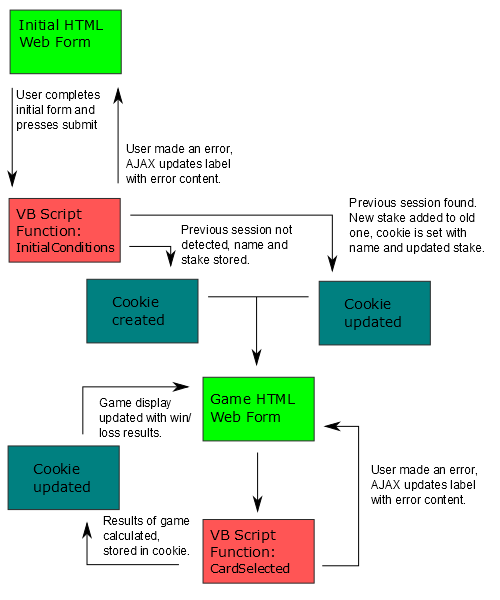 Initial HTML
Web Form
User completes
initial form and
presses submit
User made an error,
AJAX updates label
with error content.
VB Script
Function:
InitialConditions
Previous session not
detected, name and
stake stored.
Previous session found.
New stake added to old
one, cookie is set with
name and updated stake.
Cookie
created
Cookie
updated
Game HTML
Web Form
Game display
updated with win/
loss results.
Cookie
updated
User made an error,
AJAX updates label
with error content.
Results of game
calculated,
stored in cookie.
VB Script
Function:
CardSelected